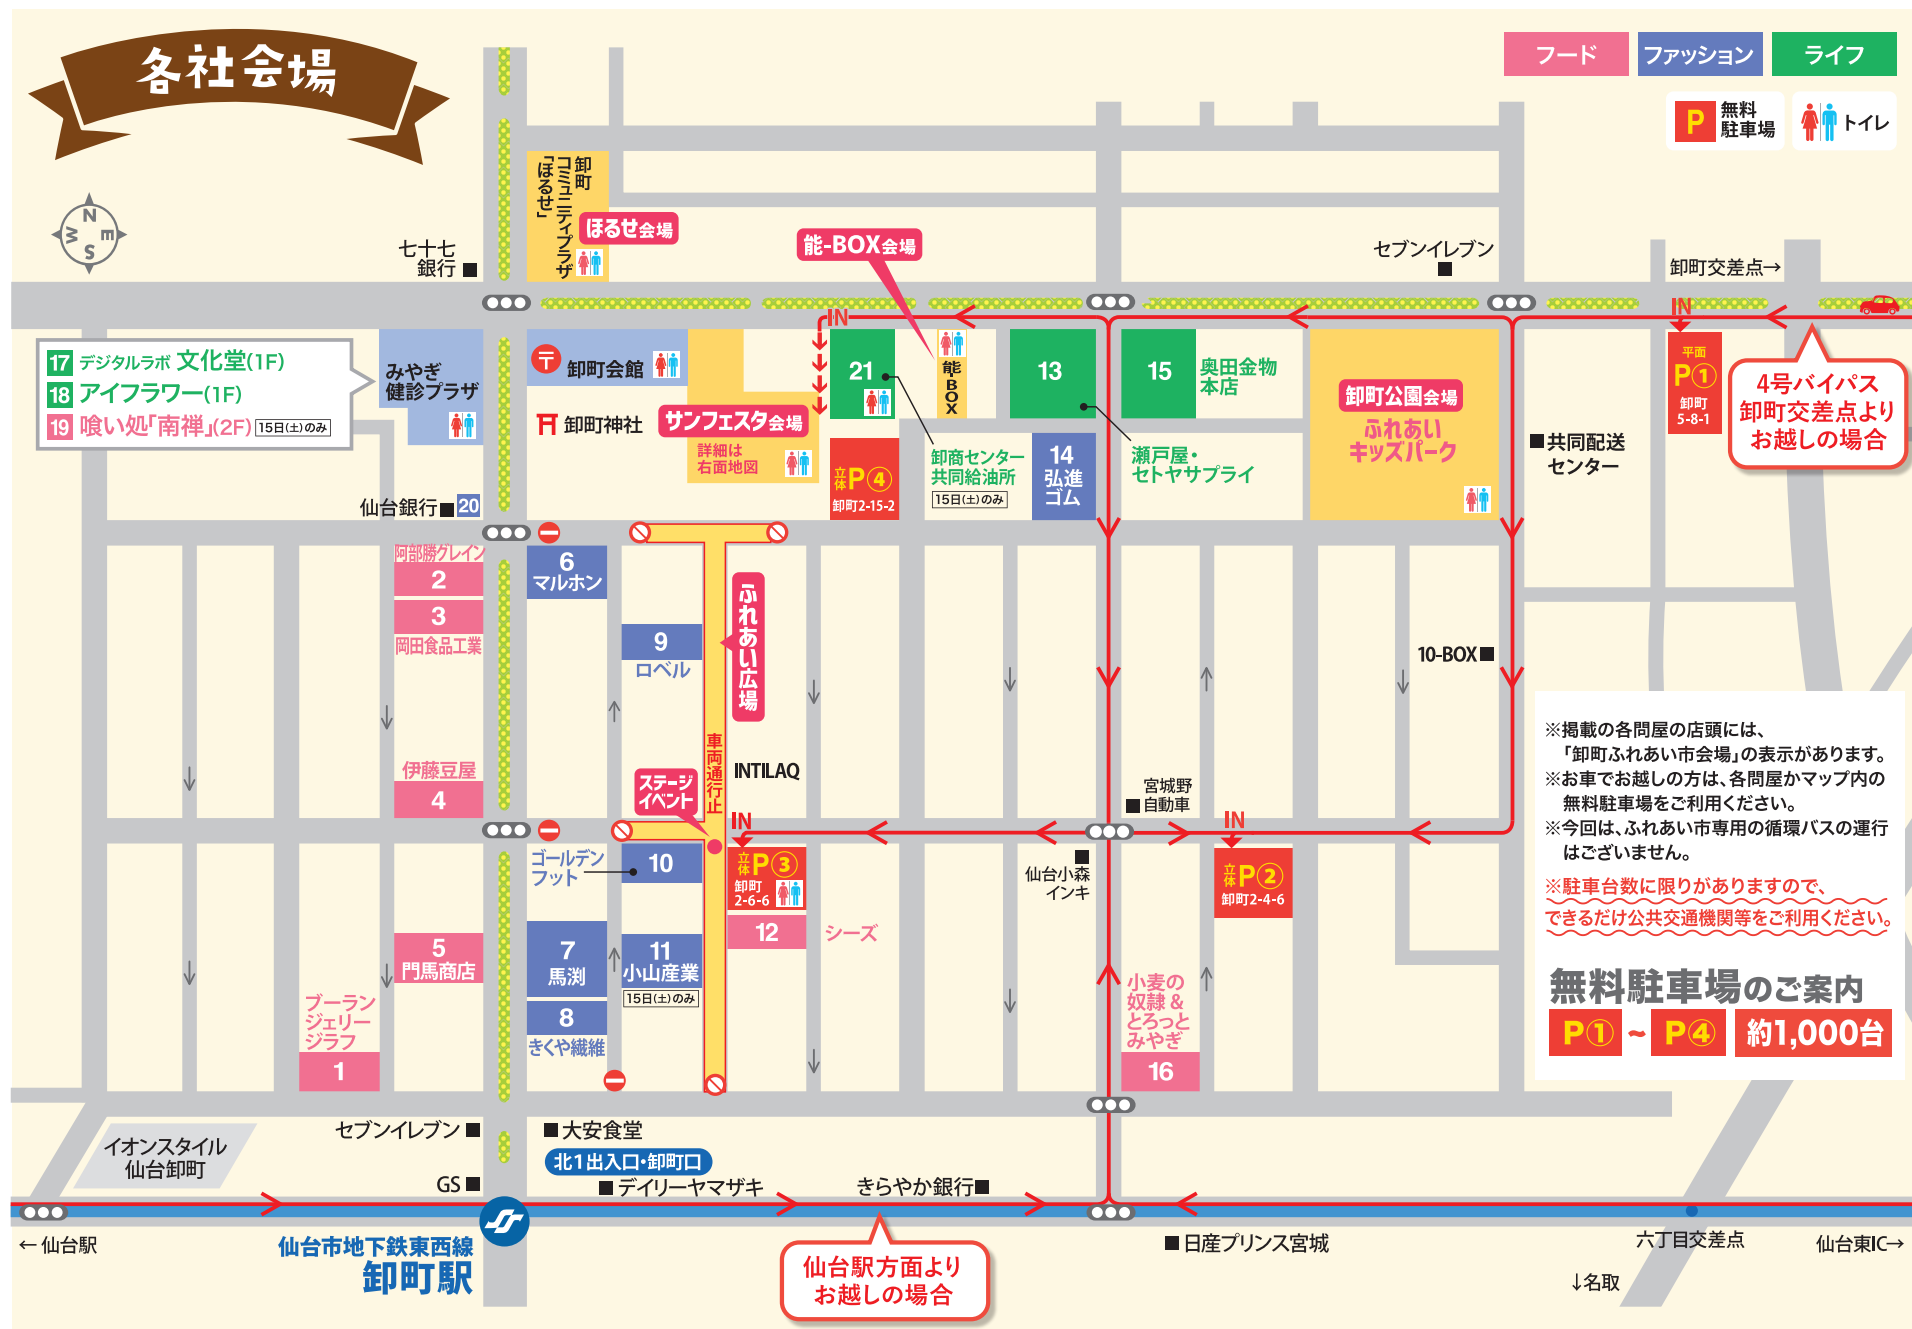 各社会場
フード
ファッション
ライフ
P 無料
駐車場
トイレ
N
E
S
W
七十七
銀行
卸町
コミュニティプラザ
「ほるせ」
ほるせ会場
能-BOX会場
セブンイレブン
卸町交差点→
IN
IN
17 デジタルラボ 文化堂(1F)
18 アイフラワー(1F)
19 喰い処「南禅」(2F) 15日(土)のみ
みやぎ
健診プラザ
〒 卸町会館
卸町神社
サンフェスタ会場
詳細は
右面地図
21
能-BOX
13
15
奥田金物
本店
卸町公園会場
ふれあい
キッズパーク
平面
P①
卸町
5-8-1
4号バイパス
卸町交差点より
お越しの場合
共同配送
センター
立体 P④
卸町2-15-2
卸商センター
共同給油所
15日(土)のみ
14
弘進
ゴム
瀬戸屋・
セトヤサプライ
仙台銀行
20
阿部勝グレイン
2
3
岡田食品工業
6
マルホン
9
ロベル
ふれあい広場
車両通行止
10-BOX
伊藤豆屋
4
ステージ
イベント
INTILAQ
宮城野
自動車
IN
IN
ゴールデン
フット
10
立体 P③
卸町
2-6-6
仙台小森
インキ
立体 P②
卸町2-4-6
12
シーズ
5
門馬商店
7
馬渕
11
小山産業
15日(土)のみ
8
きくや繊維
ブーラン
ジェリー
ジラフ
1
小麦の
奴隷&
とろっと
みやぎ
16
※掲載の各問屋の店頭には、
「卸町ふれあい市会場」の表示があります。
※お車でお越しの方は、各問屋かマップ内の
無料駐車場をご利用ください。
※今回は、ふれあい市専用の循環バスの運行
はございません。
※駐車台数に限りがありますので、
できるだけ公共交通機関等をご利用ください。
無料駐車場のご案内
P①~P④ 約1,000台
イオンスタイル
仙台卸町
セブンイレブン
大安食堂
北1出入口・卸町口
GS
デイリーヤマザキ
きらやか銀行
←仙台駅
仙台市地下鉄東西線
卸町駅
仙台駅方面より
お越しの場合
日産プリンス宮城
六丁目交差点
仙台東IC→
↓名取